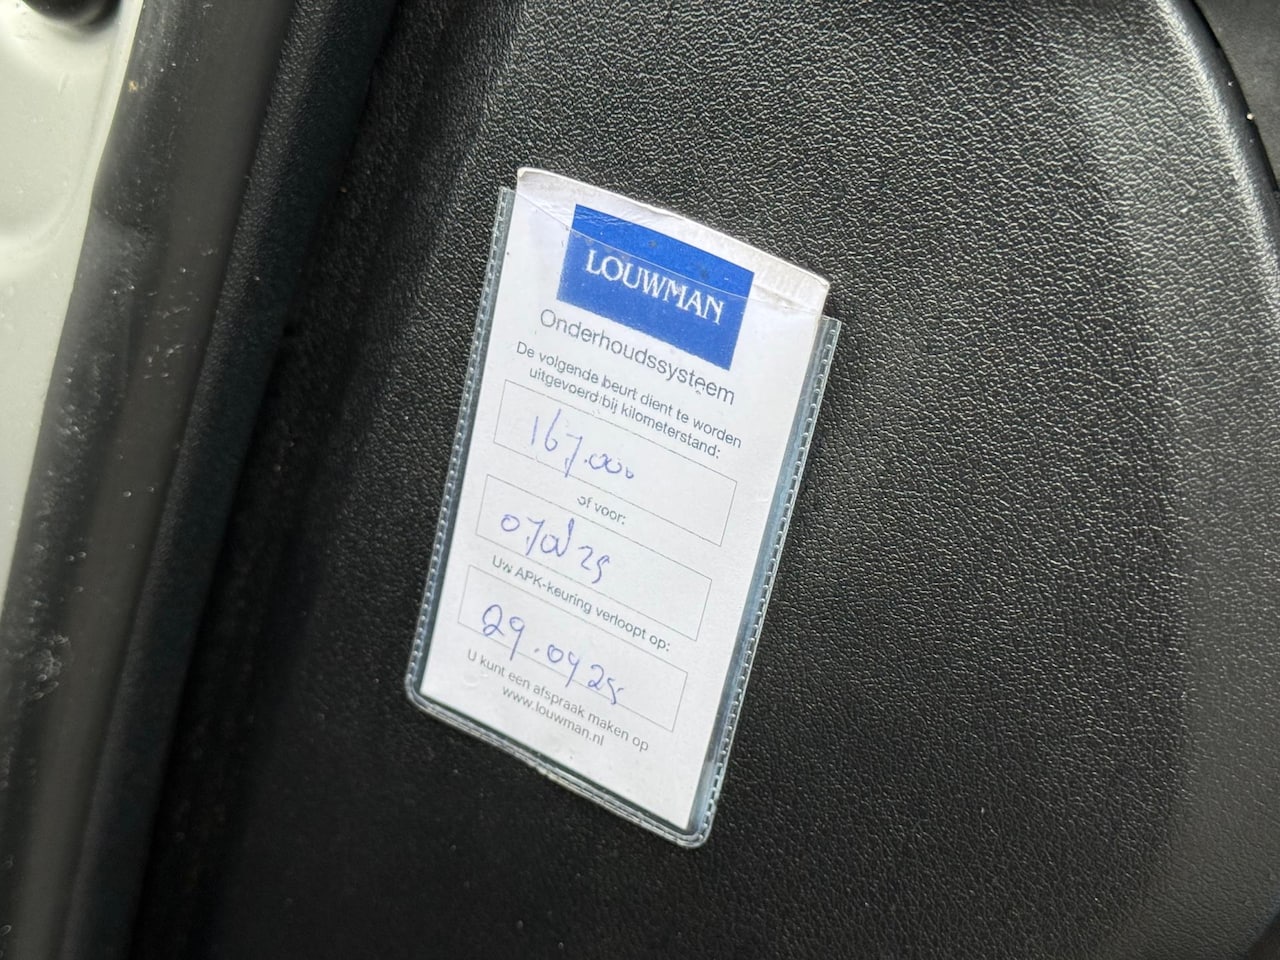 LOUWMAN
Onderhoudssysteem
De volgende beurt dient te worden
uitgevoerd bij kilometerstand:
167.000
of voor:
Uw APK-keuring verloopt op:
29.04 25
U kunt een afspraak maken op
www.louwman.nl